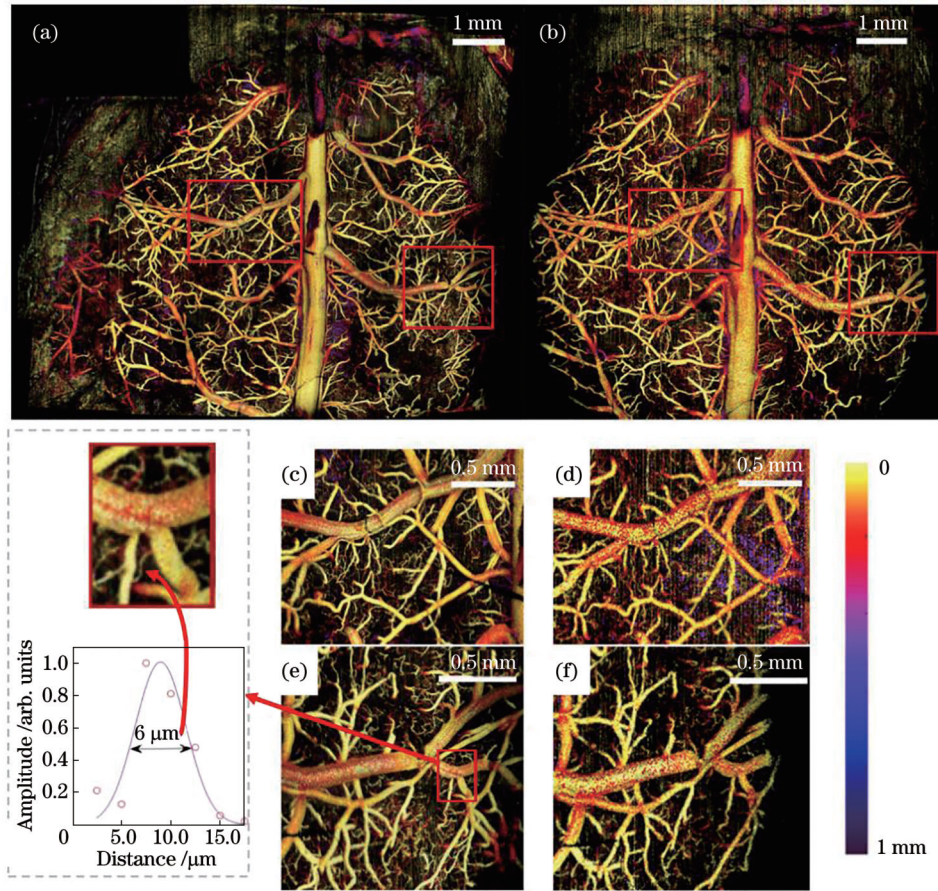 (a)
1 mm
(b)
1 mm
(c)
0.5 mm
(d)
0.5 mm
0
(e)
0.5 mm
(f)
0.5 mm
1 mm
Amplitude /arb. units
1.0
0.8
0.6
0.4
0.2
6 μm
0
5.0
10.0
15.0
Distance /μm